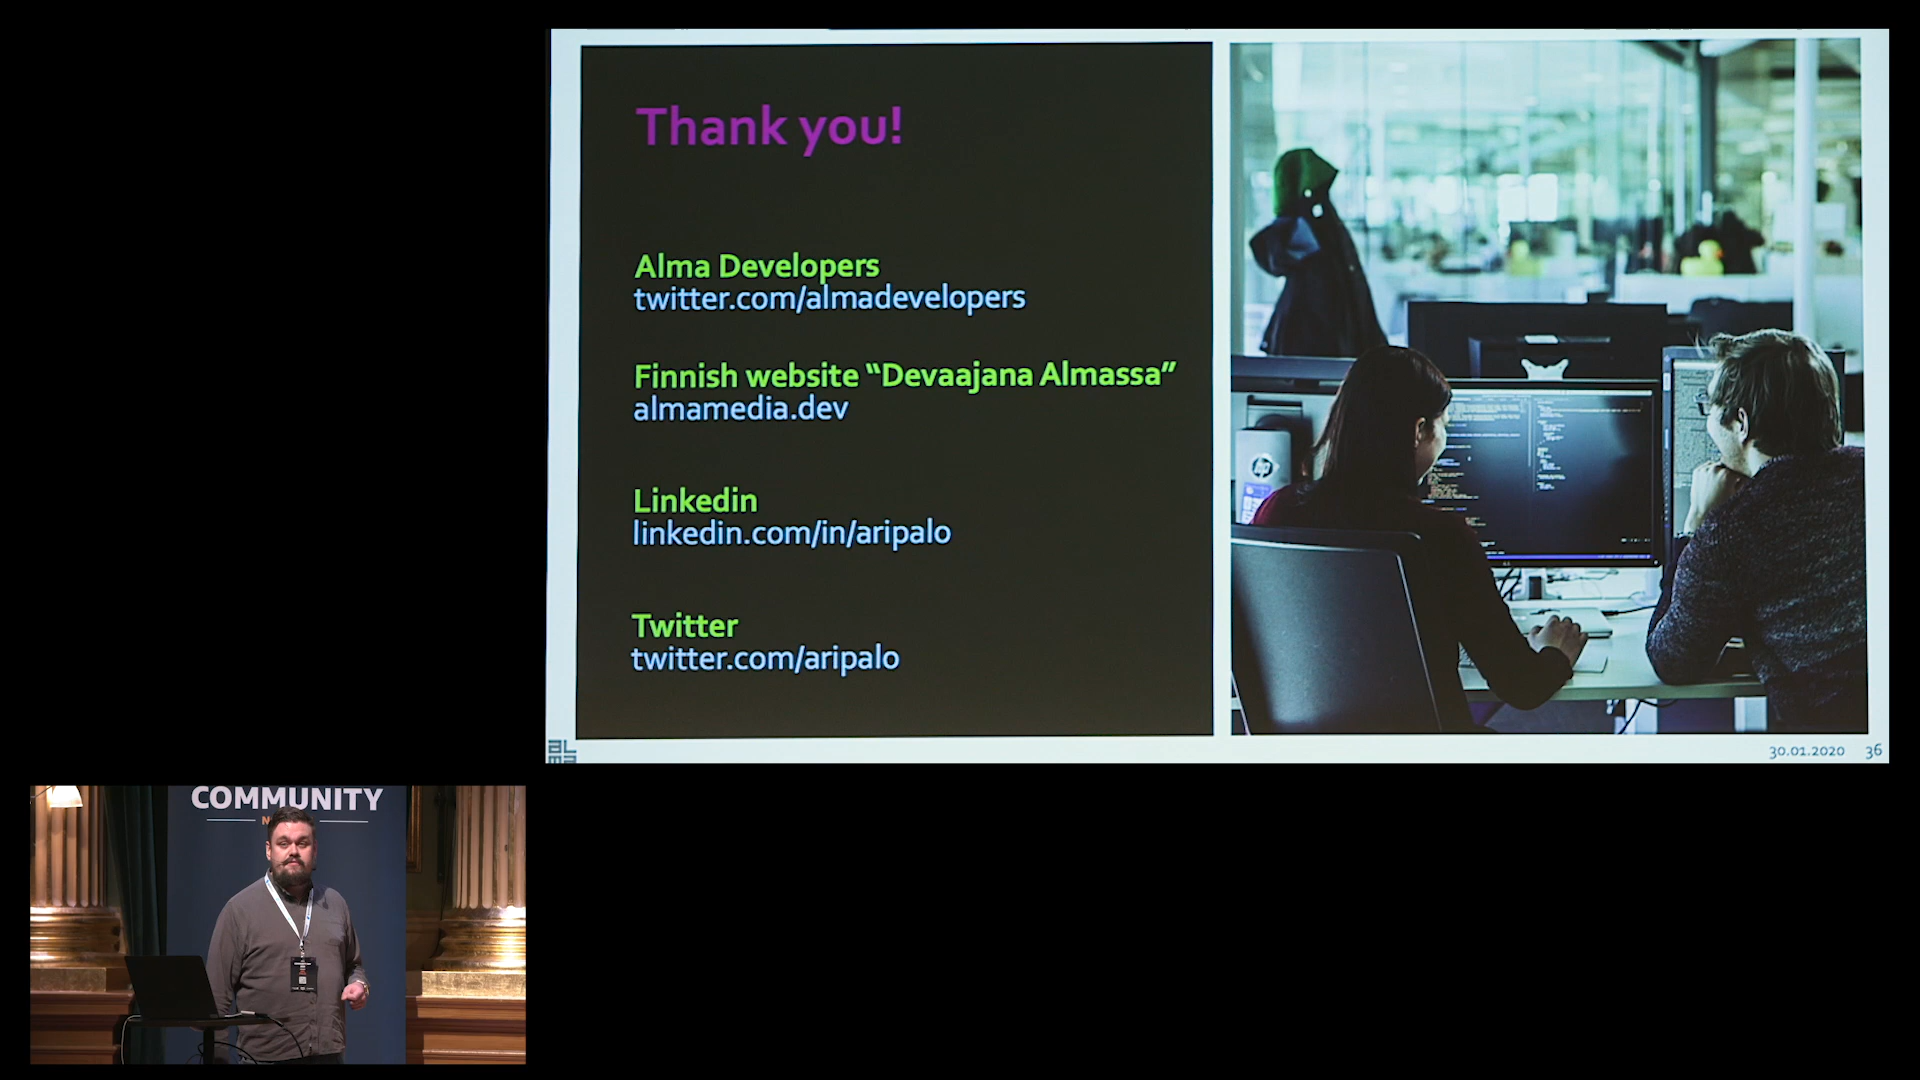 Thank you!
Alma Developers
twitter.com/almadevelopers
Finnish website “Devaajana Almassa”
almamedia.dev
Linkedin
linkedin.com/in/aripalo
Twitter
twitter.com/aripalo
30.01.2020 36
hp
COMMUNITY